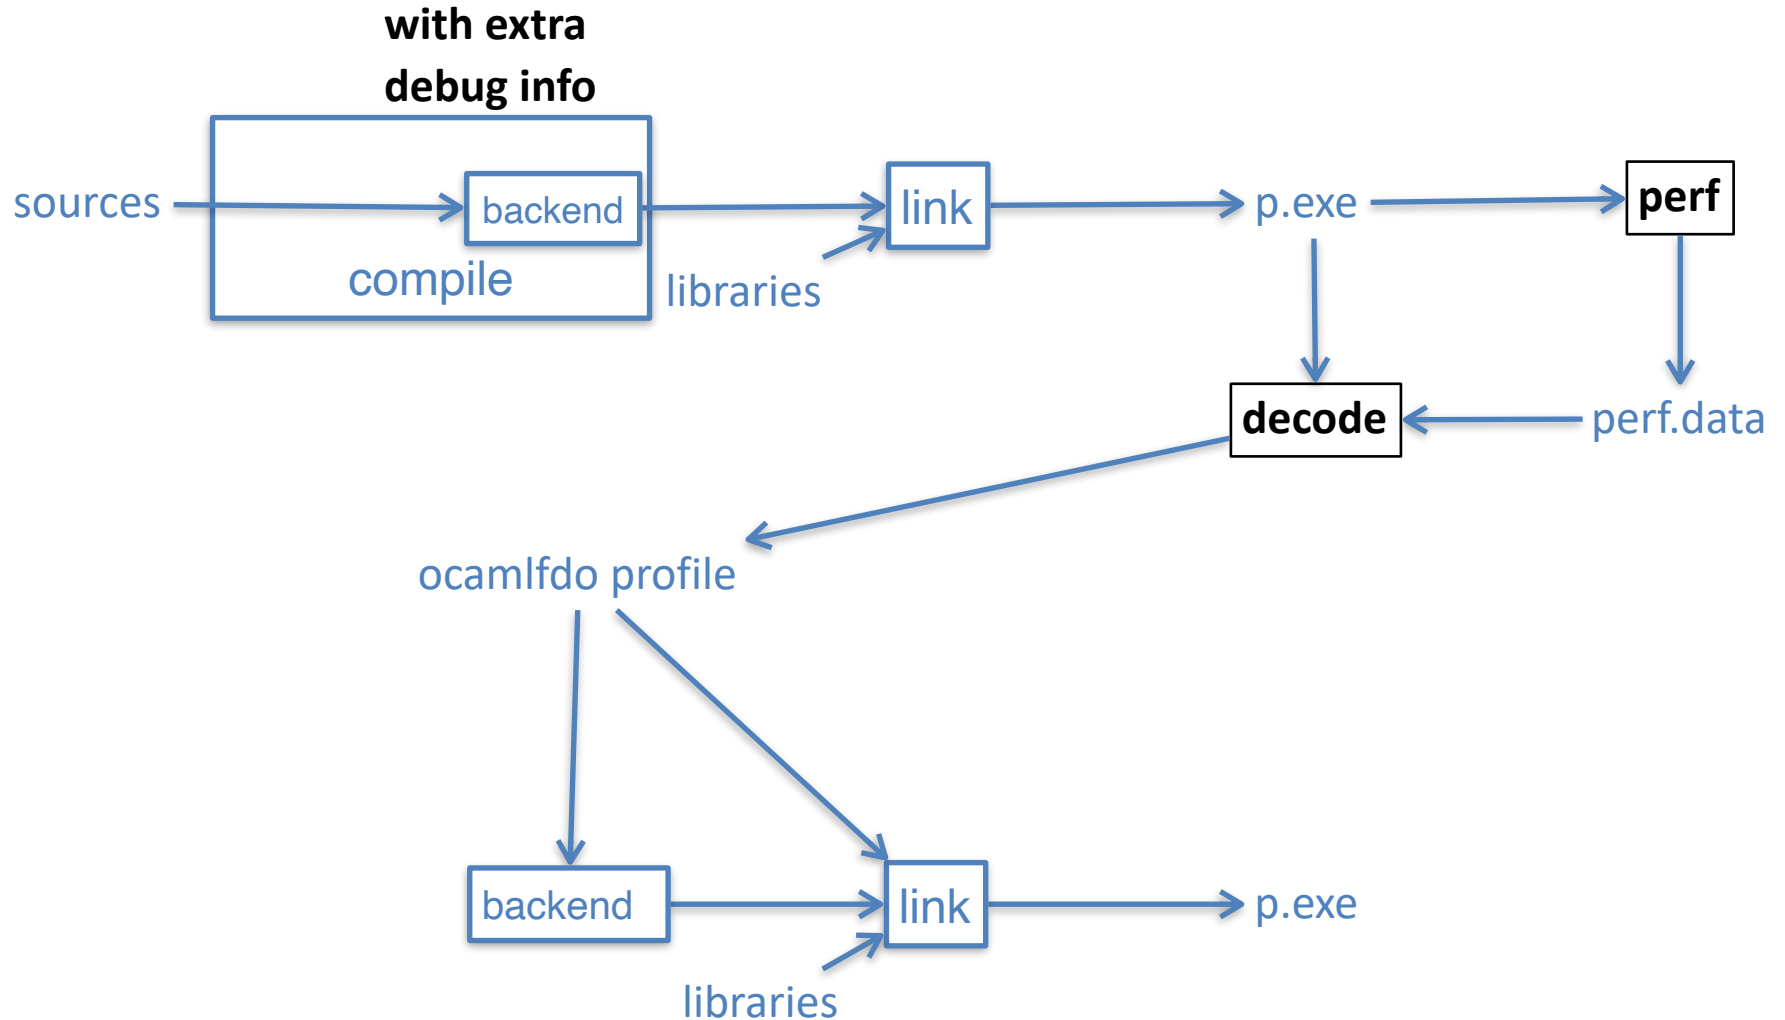 with extra
debug info
sources
backend
compile
link
libraries
p.exe
perf
decode
perf.data
ocamlfdo profile
backend
link
p.exe
libraries